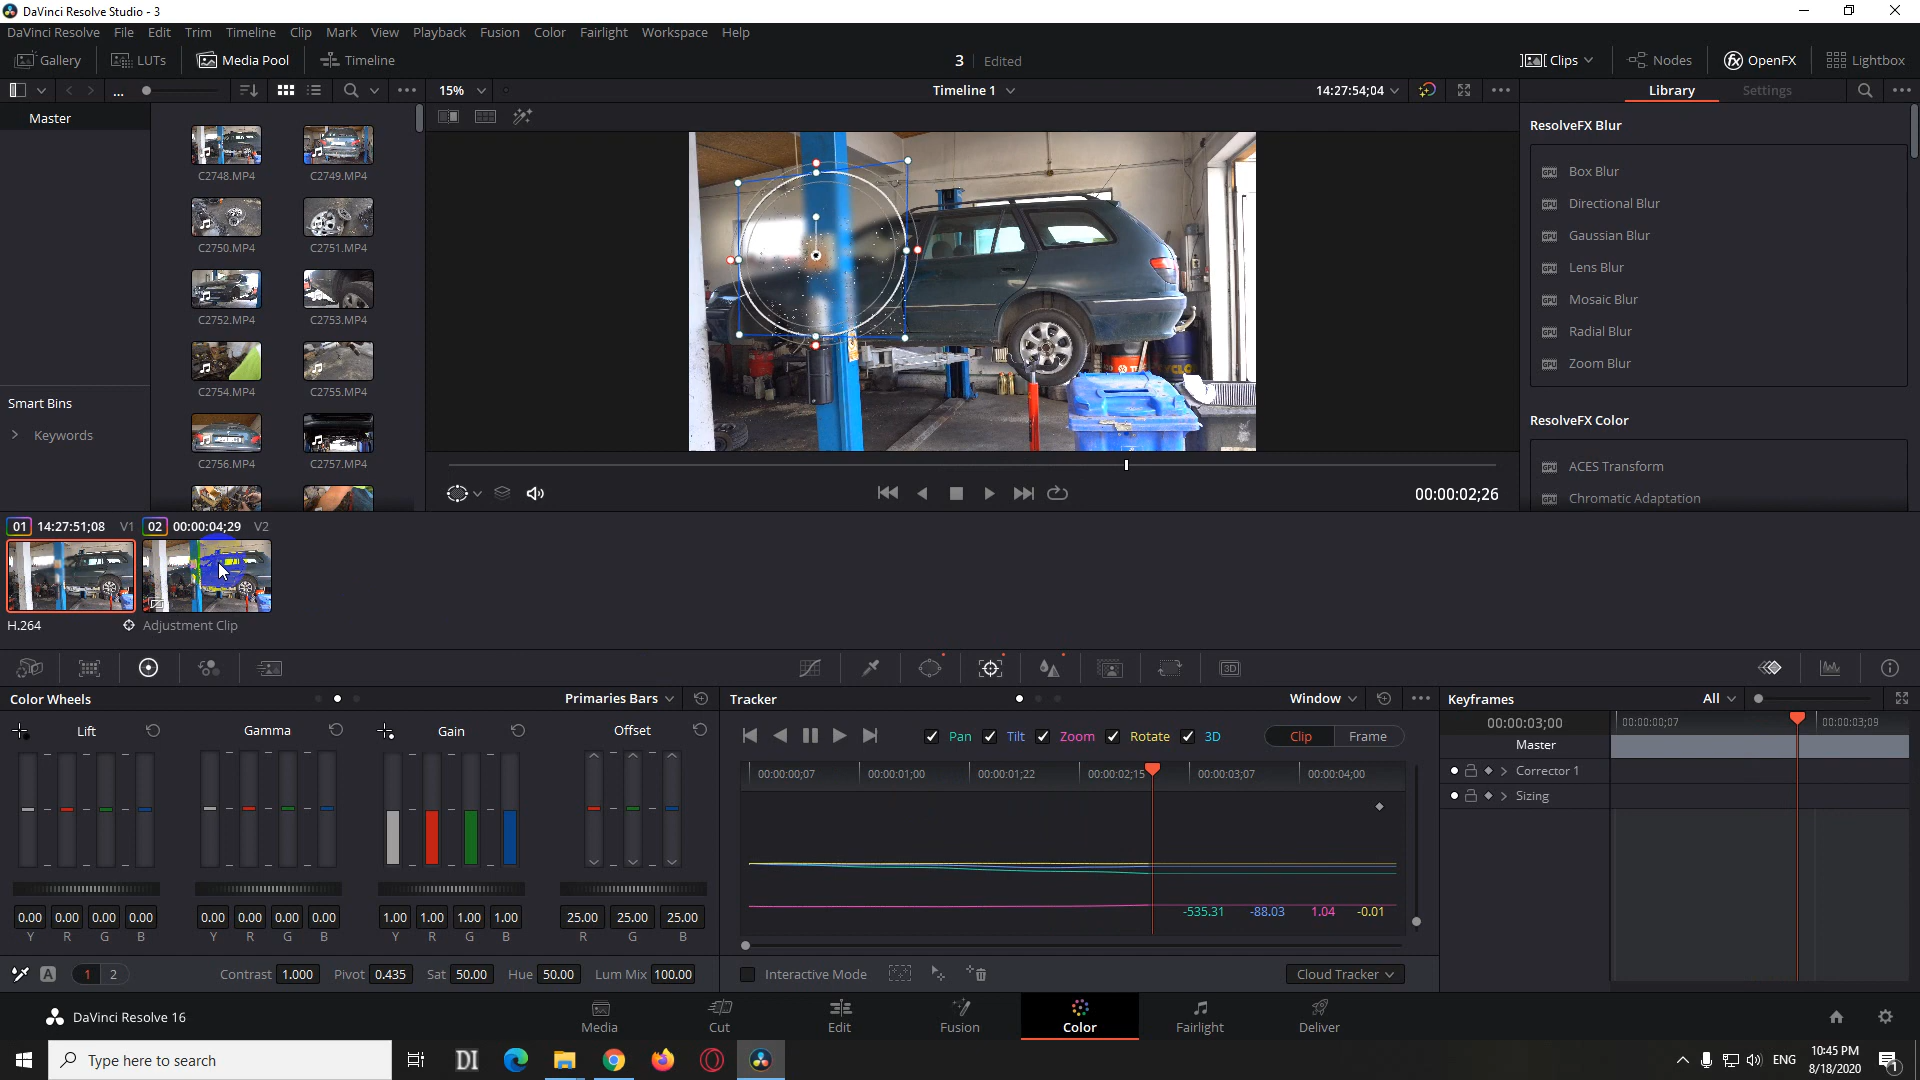 DaVinci Resolve Studio - 3
DaVinci Resolve File Edit Trim Timeline Clip Mark View Playback Fusion Color Fairlight Workspace Help
Gallery LUTs Media Pool Timeline 3 Edited Clips Nodes OpenFX Lightbox
... 15% Timeline 1 14:27:54;04 Library Settings
Master
C2748.MP4 C2749.MP4
C2750.MP4 C2751.MP4
C2752.MP4 C2753.MP4
C2754.MP4 C2755.MP4
C2756.MP4 C2757.MP4
Smart Bins
Keywords
ResolveFX Blur
Box Blur
Directional Blur
Gaussian Blur
Lens Blur
Mosaic Blur
Radial Blur
Zoom Blur
ResolveFX Color
ACES Transform
Chromatic Adaptation
00:00:02;26
01 14:27:51;08 V1 02 00:00:04;29 V2
H.264 Adjustment Clip
Color Wheels Primaries Bars
Lift Gamma Gain Offset
0.00 0.00 0.00 0.00 0.00 0.00 0.00 0.00 1.00 1.00 1.00 1.00 25.00 25.00 25.00
Y R G B Y R G B Y R G B R G B
A 1 2 Contrast 1.000 Pivot 0.435 Sat 50.00 Hue 50.00 Lum Mix 100.00
Tracker Window
Pan Tilt Zoom Rotate 3D Clip Frame
00:00:00;07 00:00:01;00 00:00:01;22 00:00:02;15 00:00:03;07 00:00:04;00
-535.31 -88.03 1.04 -0.01
Interactive Mode Cloud Tracker
Keyframes All
00:00:03;00 00:00:00;07 00:00:03;09
Master
Corrector 1
Sizing
DaVinci Resolve 16 Media Cut Edit Fusion Color Fairlight Deliver
Type here to search DI ENG 10:45 PM
8/18/2020 1